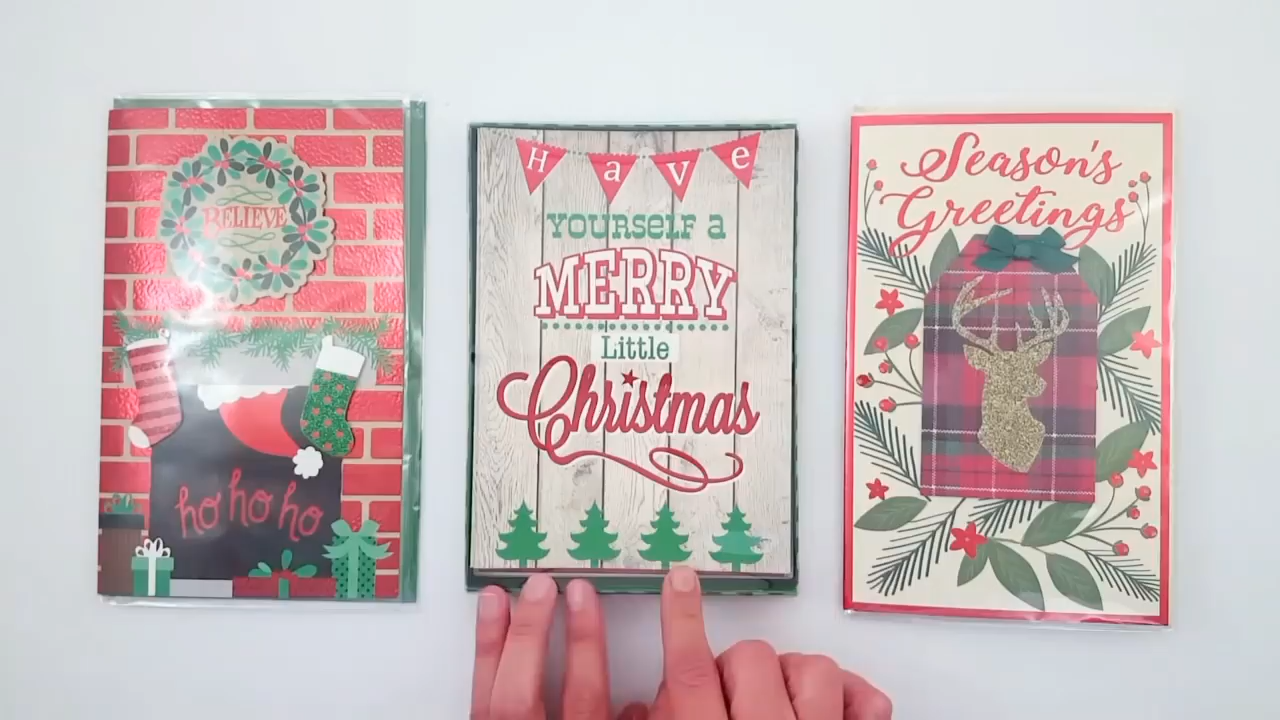 BELIEVE
ho ho ho
Have
YOURSELF A
MERRY
Little
Christmas
Season's
Greetings